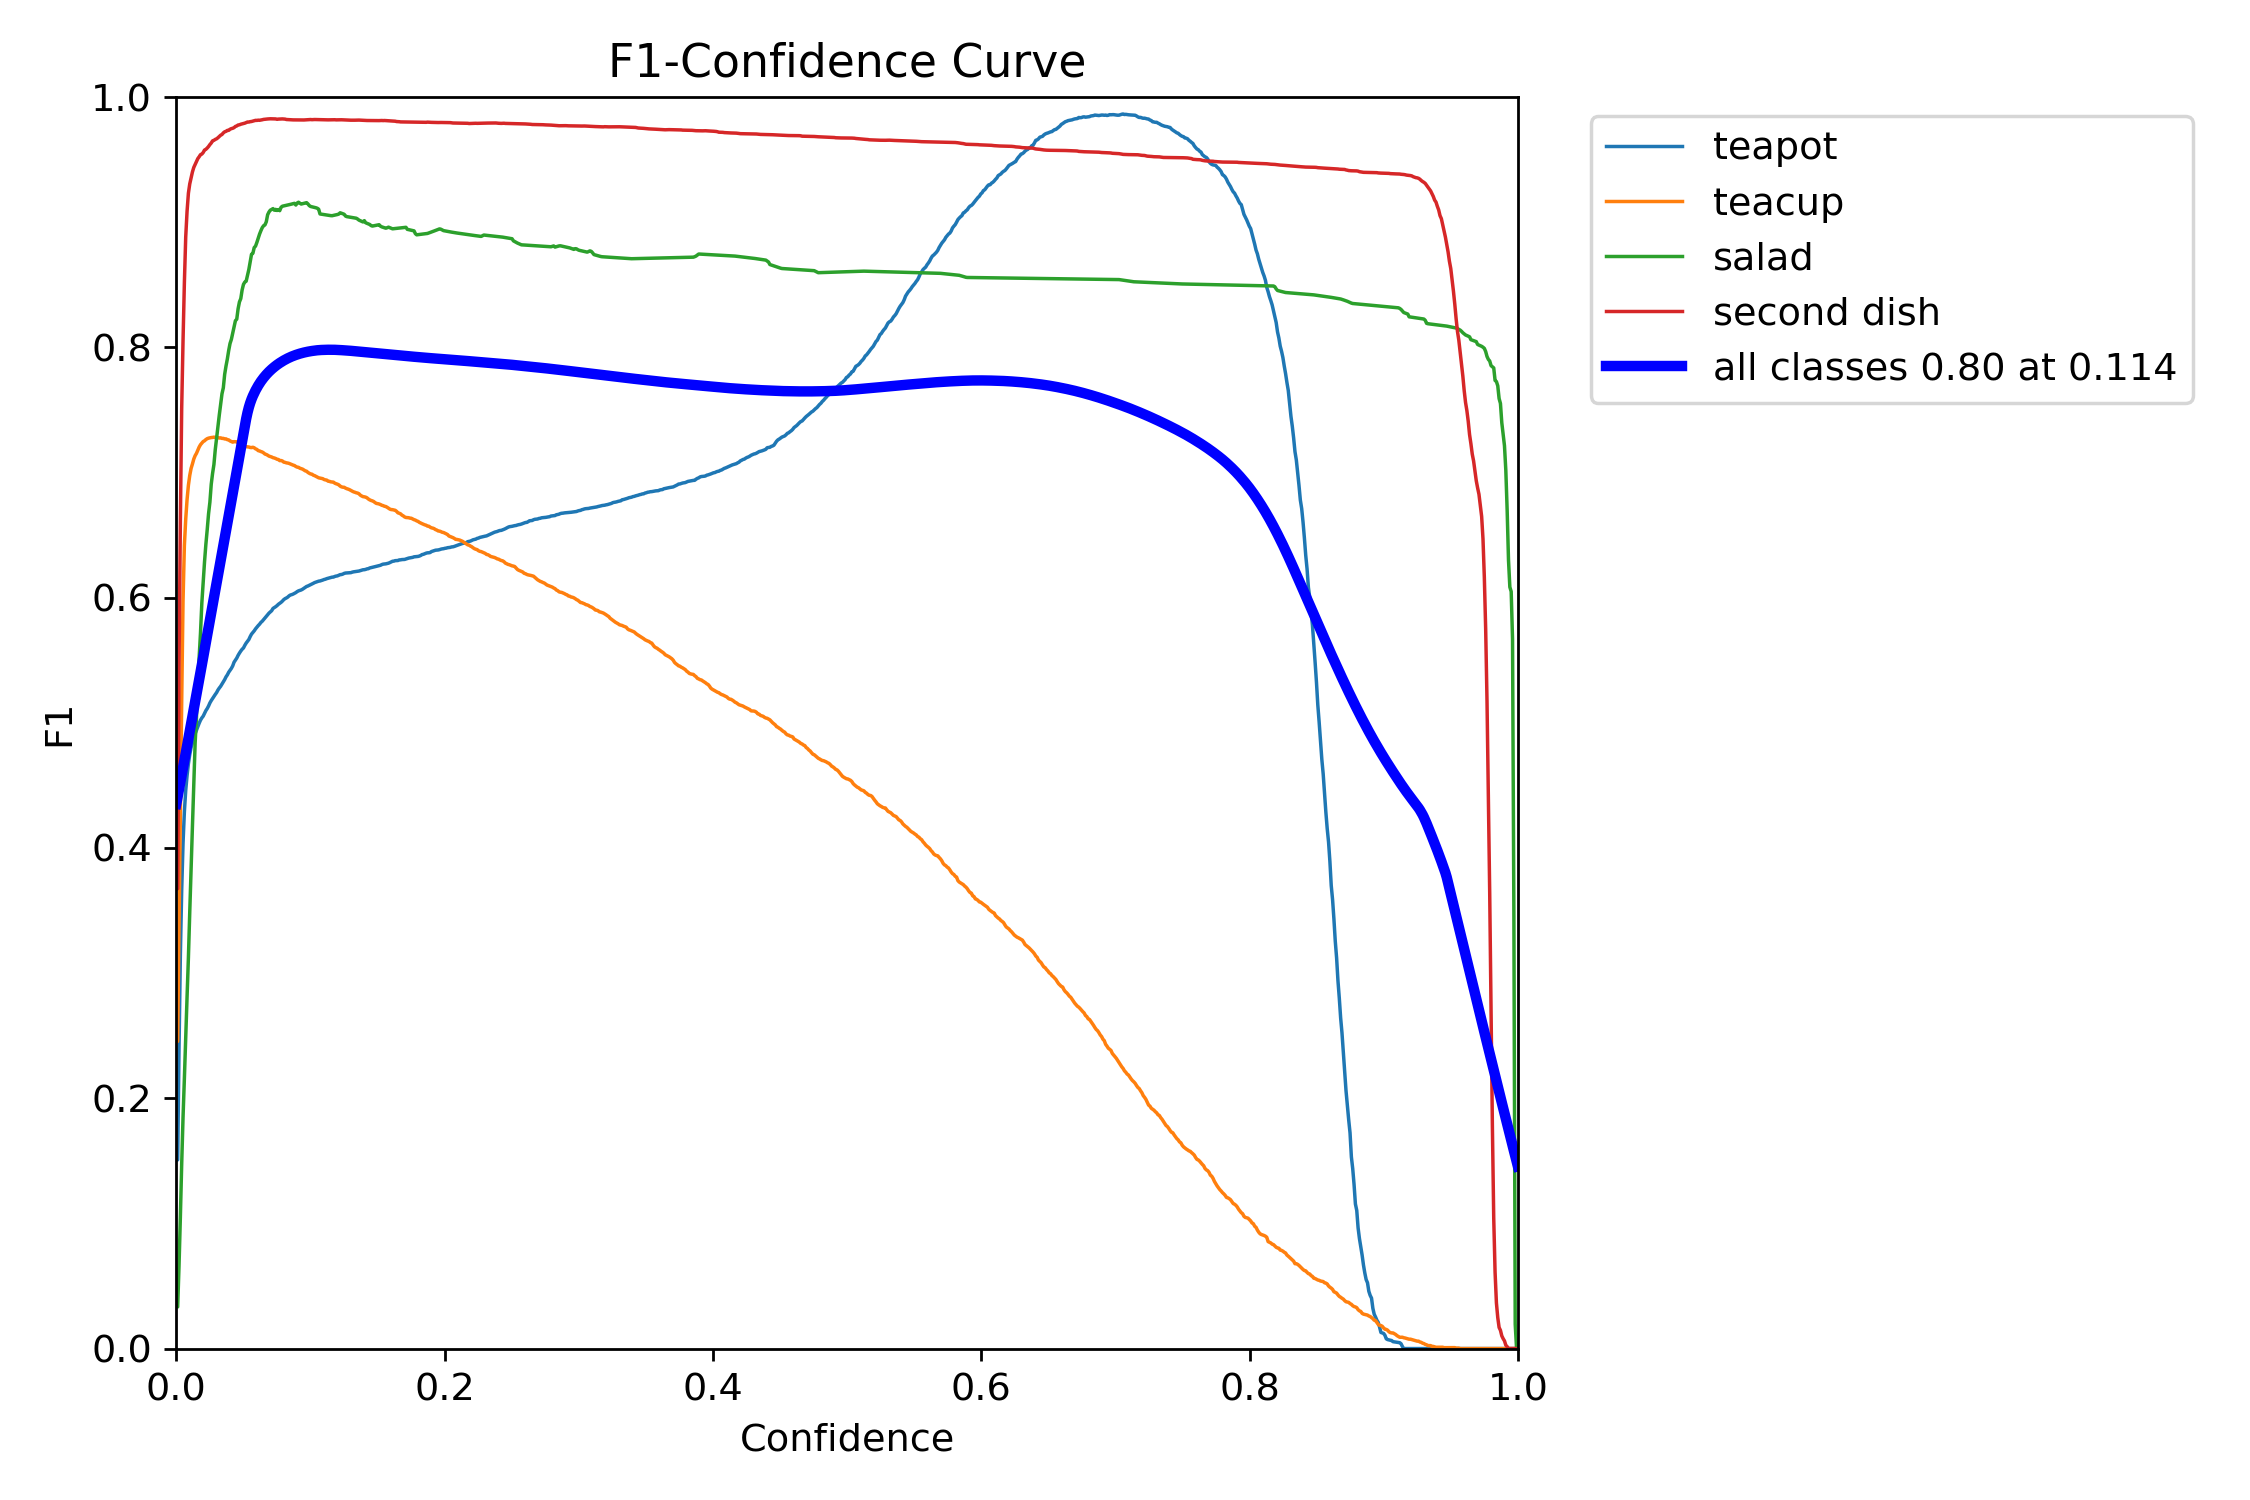 F1-Confidence Curve
1.0
0.8
0.6
0.4
0.2
0.0
F1
0.0 0.2 0.4 0.6 0.8 1.0
Confidence
teapot
teacup
salad
second dish
all classes 0.80 at 0.114